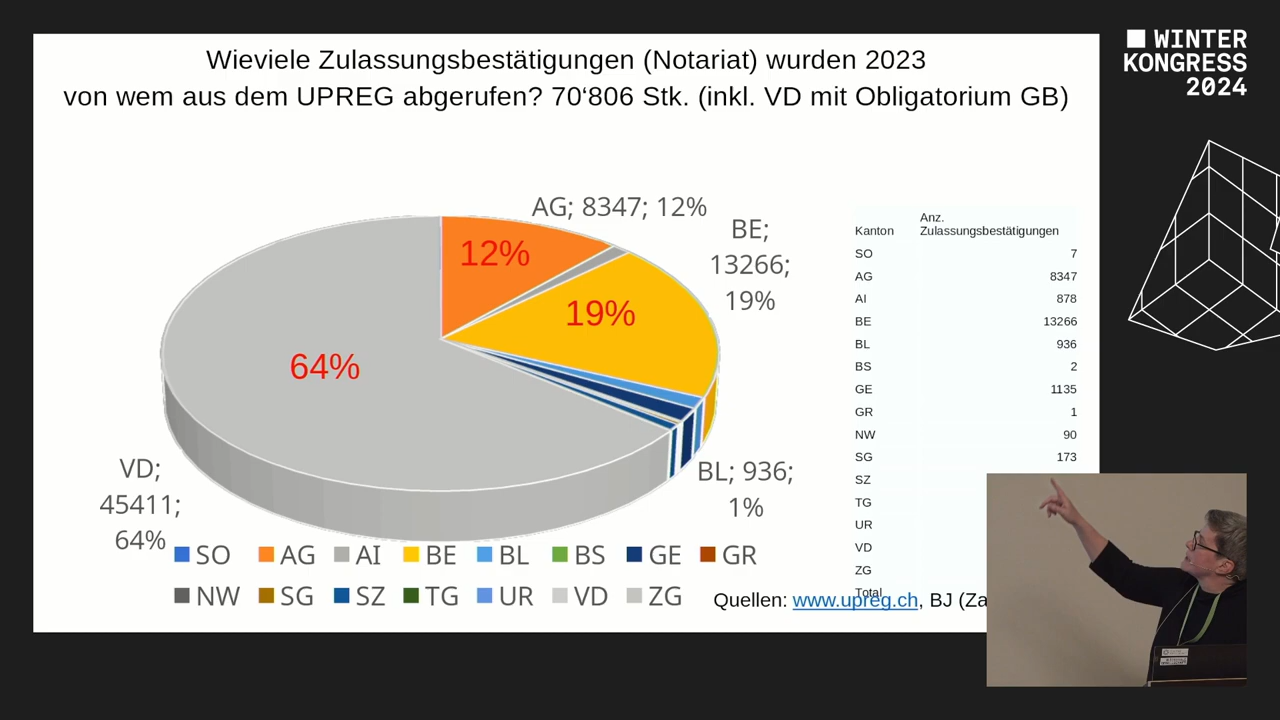 Wieviele Zulassungsbestätigungen (Notariat) wurden 2023
von wem aus dem UPREG abgerufen? 70‘806 Stk. (inkl. VD mit Obligatorium GB)
WINTER
KONGRESS
2024
AG; 8347; 12%
BE;
13266;
19%
12%
19%
64%
VD;
45411;
64%
BL; 936;
1%
SO AG AI BE BL BS GE GR
NW SG SZ TG UR VD ZG
Kanton Anz. Zulassungsbestätigungen
SO 7
AG 8347
AI 878
BE 13266
BL 936
BS 2
GE 1135
GR 1
NW 90
SG 173
SZ
TG
UR
VD
ZG
Total
Quellen: www.upreg.ch, BJ (Za